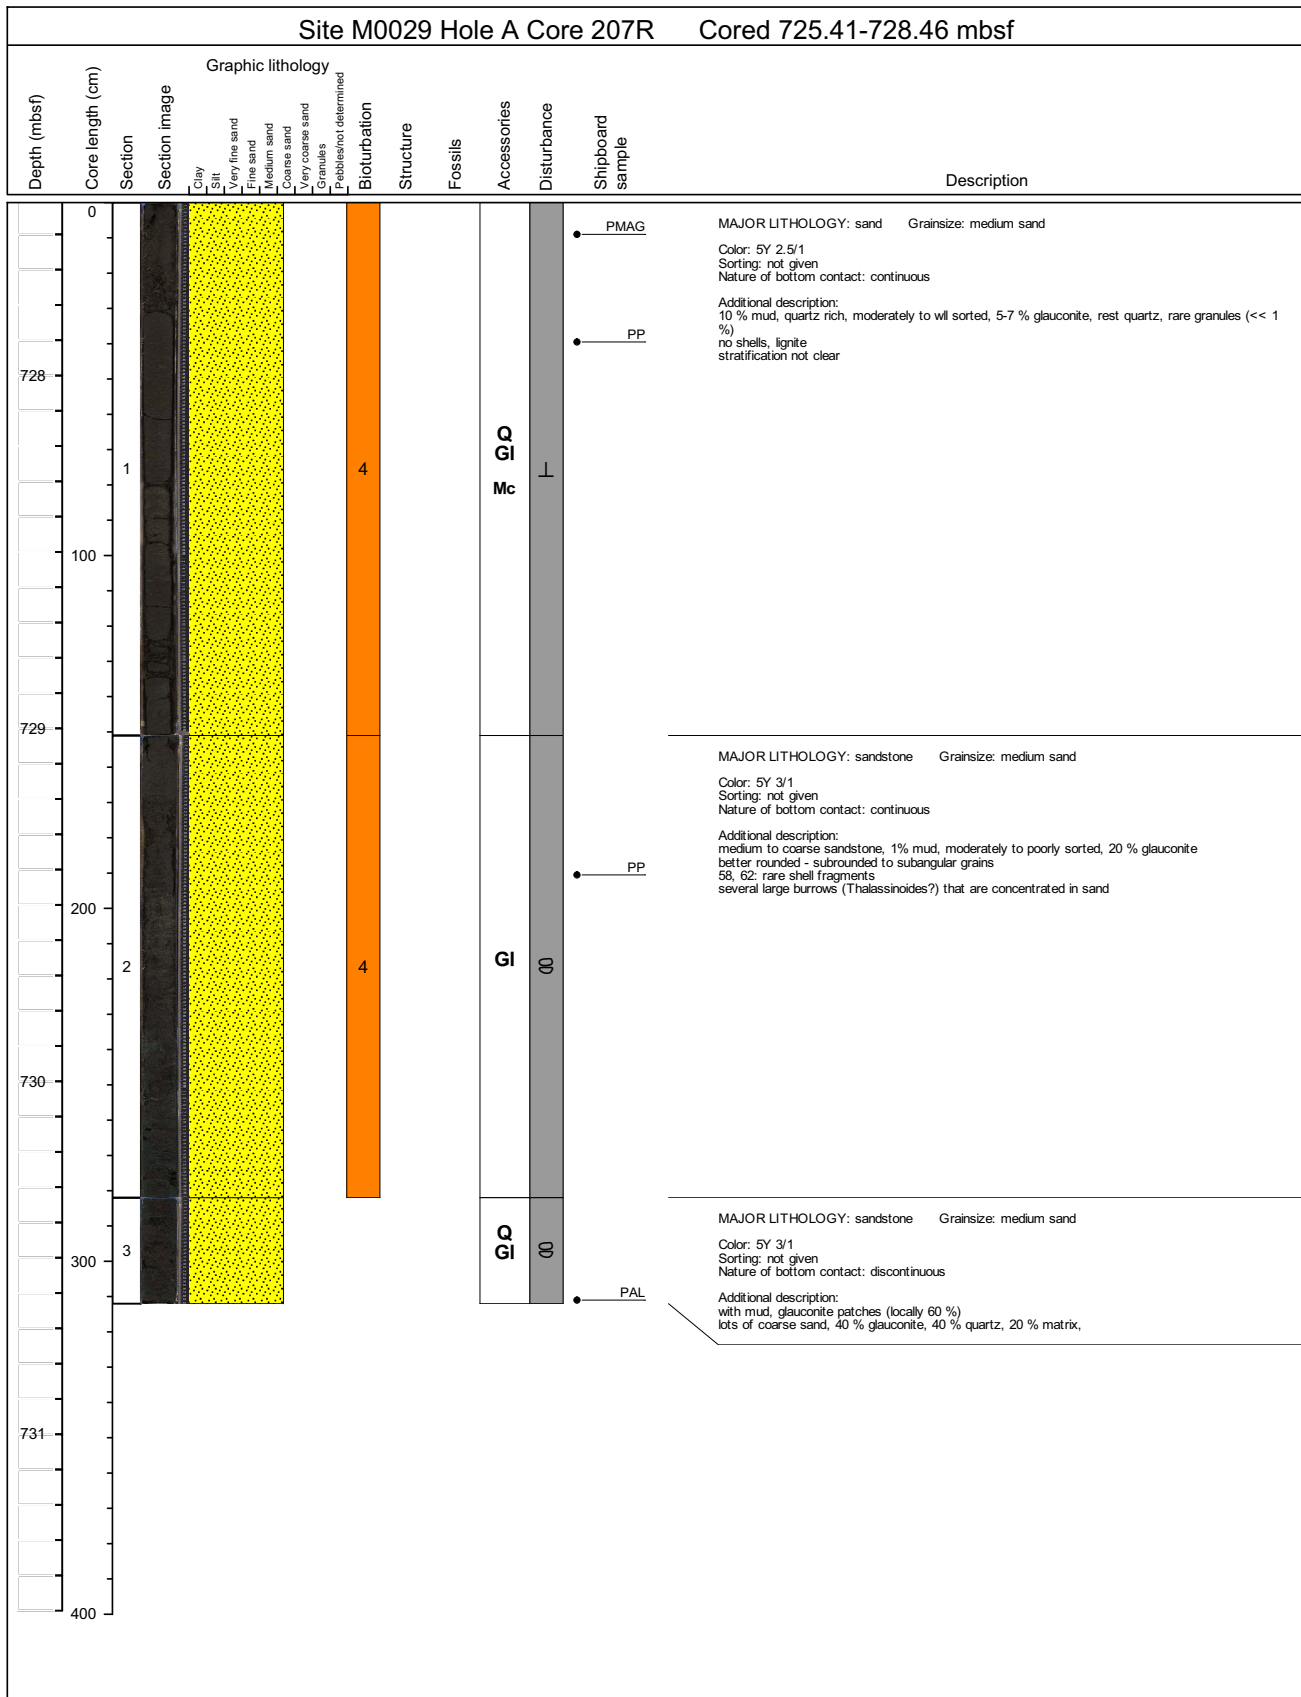 Site M0029 Hole A Core 207R Cored 725.41-728.46 mbsf
Graphic lithology
Depth (mbsf)
Core length (cm)
Section
Section image
Clay
Silt
Very fine sand
Fine sand
Medium sand
Coarse sand
Very coarse sand
Granules
Pebbles/not determined
Bioturbation
Structure
Fossils
Accessories
Disturbance
Shipboard
sample
Description
0
PMAG
MAJOR LITHOLOGY: sand Grainsize: medium sand
Color: 5Y 2.5/1
Sorting: not given
Nature of bottom contact: continuous
Additional description:
10 % mud, quartz rich, moderately to wll sorted, 5-7 % glauconite, rest quartz, rare granules (<< 1
%)
no shells, lignite
stratification not clear
PP
728
Q
Gl
Mc
1
4
100
729
MAJOR LITHOLOGY: sandstone Grainsize: medium sand
Color: 5Y 3/1
Sorting: not given
Nature of bottom contact: continuous
Additional description:
medium to coarse sandstone, 1% mud, moderately to poorly sorted, 20 % glauconite
better rounded - subrounded to subangular grains
58, 62: rare shell fragments
several large burrows (Thalassinoides?) that are concentrated in sand
PP
200
2
4
Gl
730
MAJOR LITHOLOGY: sandstone Grainsize: medium sand
Color: 5Y 3/1
Sorting: not given
Nature of bottom contact: discontinuous
Additional description:
with mud, glauconite patches (locally 60 %)
lots of coarse sand, 40 % glauconite, 40 % quartz, 20 % matrix,
3
Q
Gl
300
PAL
731
400